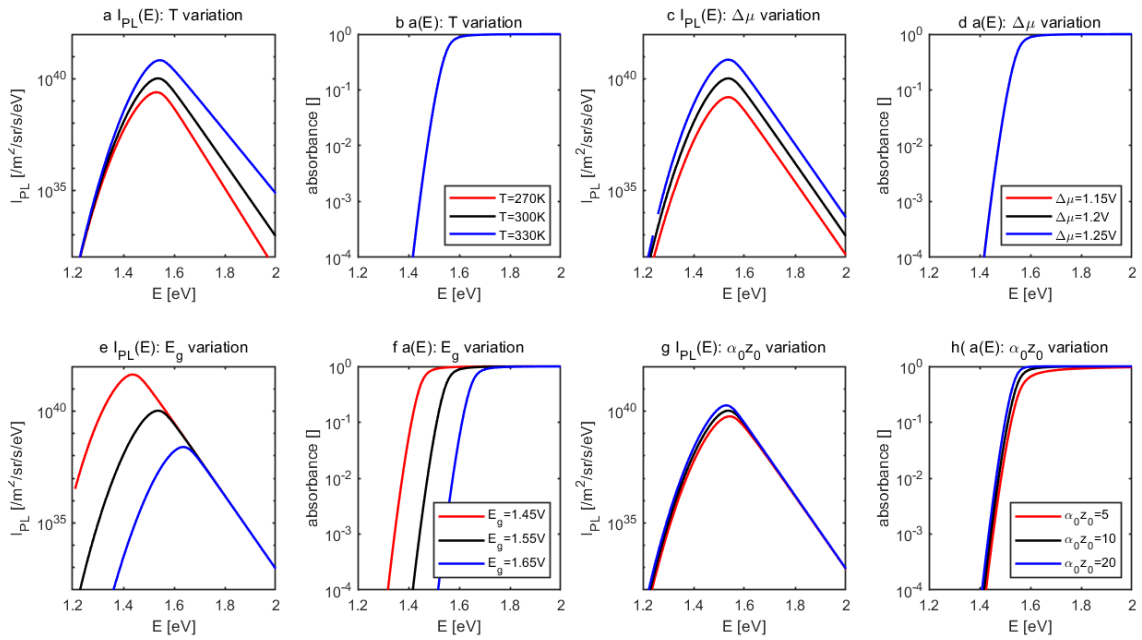 a I_PL(E): T variation
I_PL [/m^2/sr/s/eV]
10^40
10^35
1.2 1.4 1.6 1.8 2
E [eV]
b a(E): T variation
absorbance []
10^0
10^-1
10^-2
10^-3
10^-4
T=270K
T=300K
T=330K
1.2 1.4 1.6 1.8 2
E [eV]
c I_PL(E): Δμ variation
I_PL [/m^2/sr/s/eV]
10^40
10^35
1.2 1.4 1.6 1.8 2
E [eV]
d a(E): Δμ variation
absorbance []
10^0
10^-1
10^-2
10^-3
10^-4
Δμ=1.15V
Δμ=1.2V
Δμ=1.25V
1.2 1.4 1.6 1.8 2
E [eV]
e I_PL(E): E_g variation
I_PL [/m^2/sr/s/eV]
10^40
10^35
1.2 1.4 1.6 1.8 2
E [eV]
f a(E): E_g variation
absorbance []
10^0
10^-1
10^-2
10^-3
10^-4
E_g=1.45V
E_g=1.55V
E_g=1.65V
1.2 1.4 1.6 1.8 2
E [eV]
g I_PL(E): α_0z_0 variation
I_PL [/m^2/sr/s/eV]
10^40
10^35
1.2 1.4 1.6 1.8 2
E [eV]
h( a(E): α_0z_0 variation
absorbance []
10^0
10^-1
10^-2
10^-3
10^-4
α_0z_0=5
α_0z_0=10
α_0z_0=20
1.2 1.4 1.6 1.8 2
E [eV]